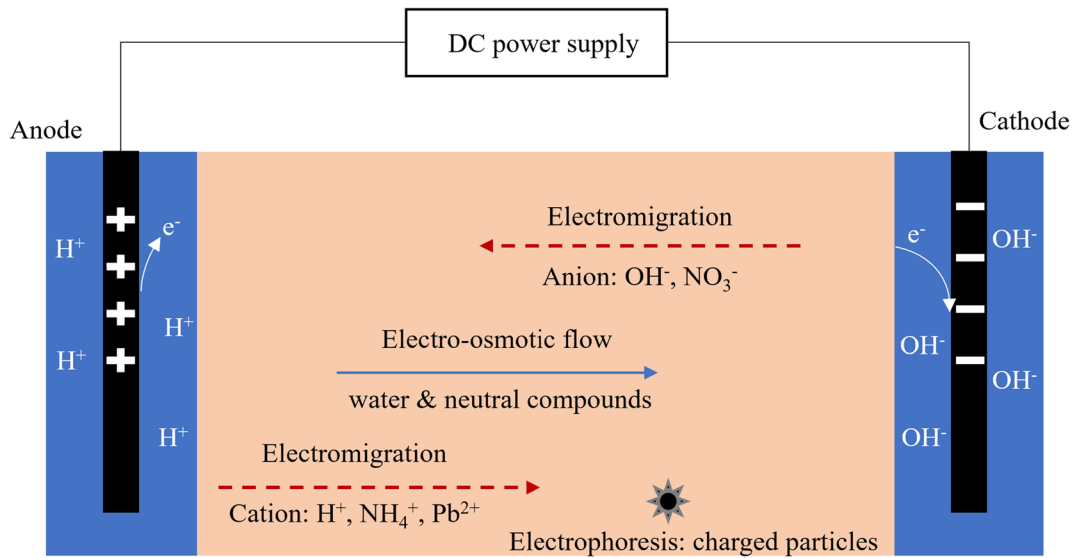 DC power supply
Anode
Cathode
H⁺
e⁻
Electromigration
e⁻
OH⁻
Anion: OH⁻, NO₃⁻
H⁺
Electro-osmotic flow
OH⁻
H⁺
OH⁻
water & neutral compounds
H⁺
OH⁻
Electromigration
Cation: H⁺, NH₄⁺, Pb²⁺
Electrophoresis: charged particles